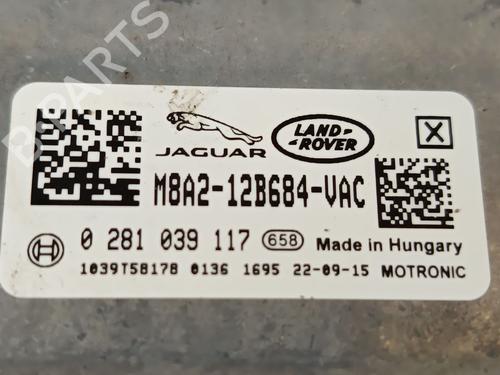 B-PARTS
JAGUAR
LAND-
ROVER
X
M8A2-12B684-VAC
0 281 039 117 658 Made in Hungary
1039T58178 0136 1695 22-09-15 MOTRONIC